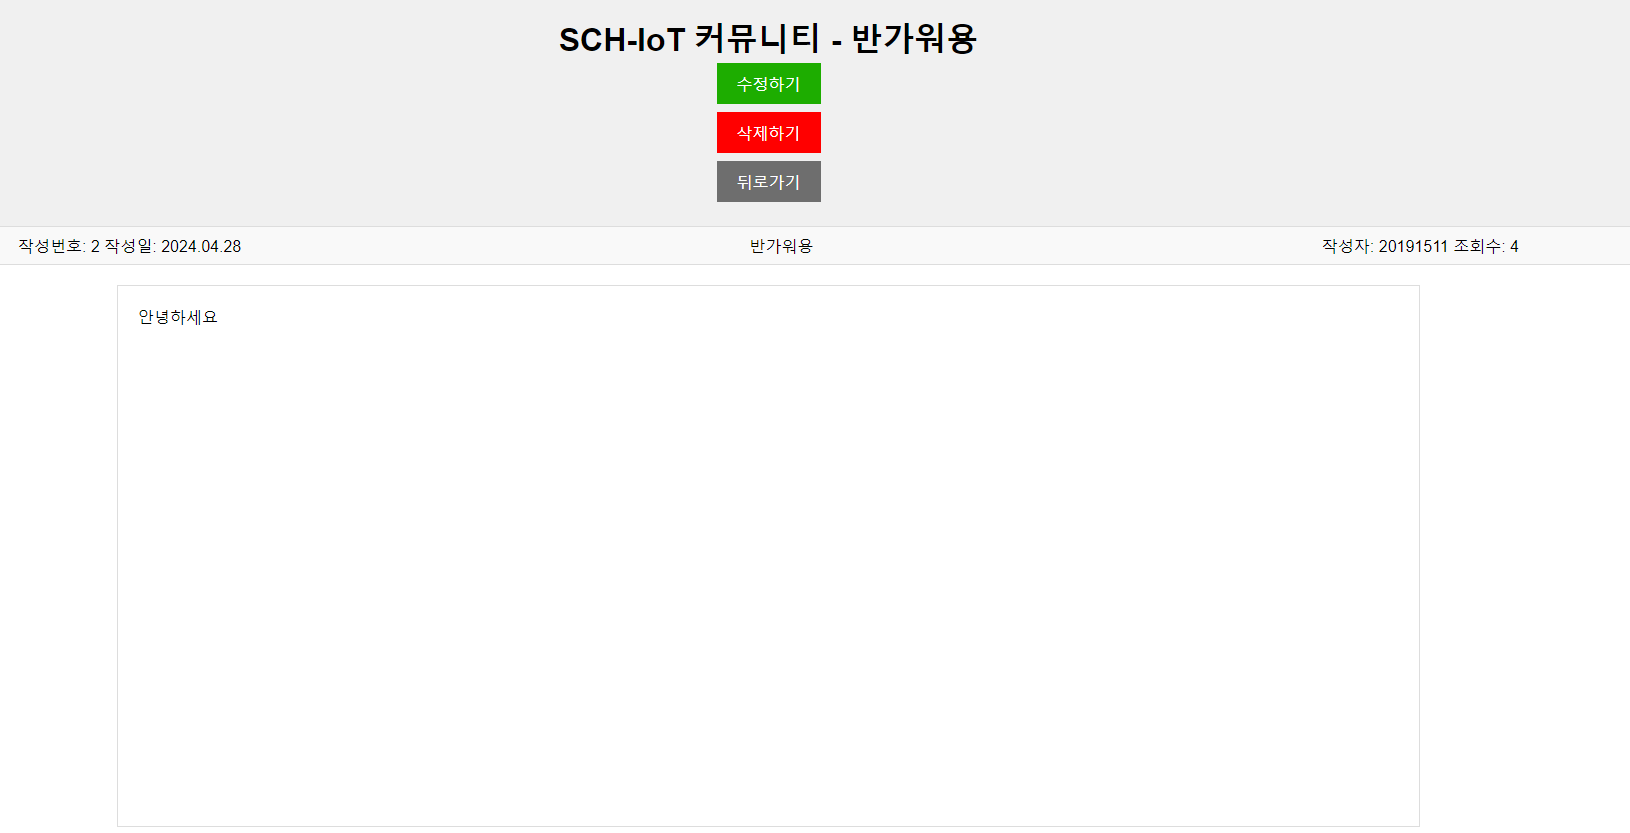 SCH-IoT 커뮤니티 - 반가워용
수정하기
삭제하기
뒤로가기
작성번호: 2 작성일: 2024.04.28 반가워용 작성자: 20191511 조회수: 4
안녕하세요